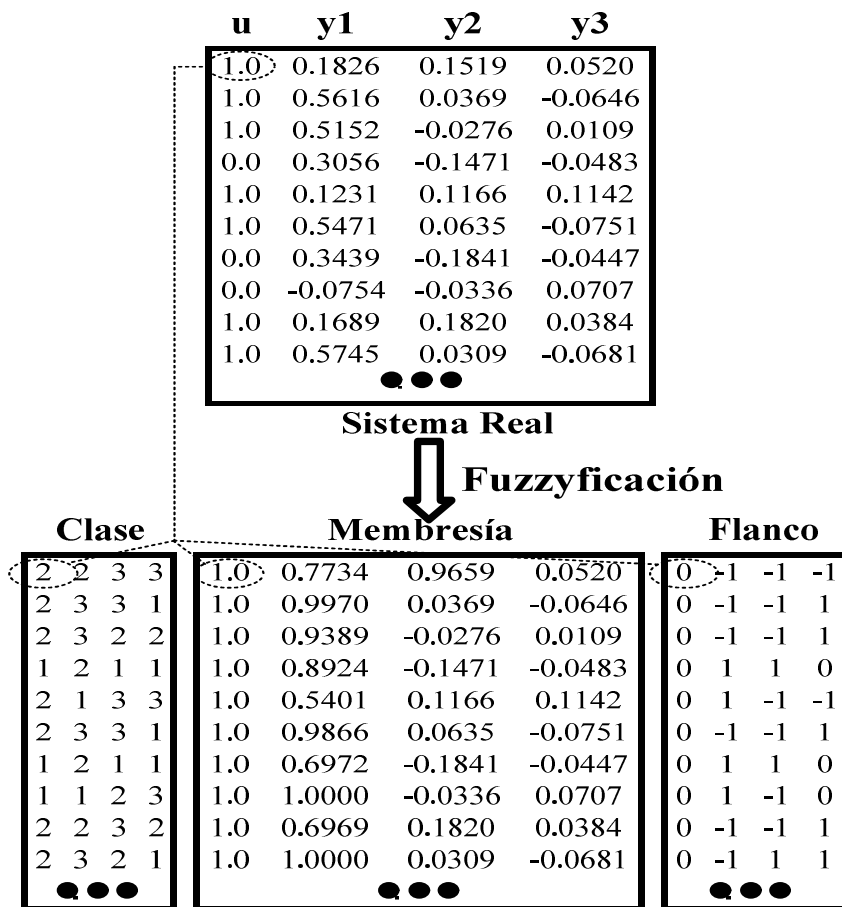 u y1 y2 y3
1.0 0.1826 0.1519 0.0520
1.0 0.5616 0.0369 -0.0646
1.0 0.5152 -0.0276 0.0109
0.0 0.3056 -0.1471 -0.0483
1.0 0.1231 0.1166 0.1142
1.0 0.5471 0.0635 -0.0751
0.0 0.3439 -0.1841 -0.0447
0.0 -0.0754 -0.0336 0.0707
1.0 0.1689 0.1820 0.0384
1.0 0.5745 0.0309 -0.0681
Sistema Real
Fuzzyficación
Clase Membresía Flanco
2 2 3 3 1.0 0.7734 0.9659 0.0520 0 -1 -1 -1
2 3 3 1 1.0 0.9970 0.0369 -0.0646 0 -1 -1 1
2 3 2 2 1.0 0.9389 -0.0276 0.0109 0 -1 -1 1
1 2 1 1 1.0 0.8924 -0.1471 -0.0483 0 1 1 0
2 1 3 3 1.0 0.5401 0.1166 0.1142 0 1 -1 -1
2 3 3 1 1.0 0.9866 0.0635 -0.0751 0 -1 -1 1
1 2 1 1 1.0 0.6972 -0.1841 -0.0447 0 1 1 0
1 1 2 3 1.0 1.0000 -0.0336 0.0707 0 1 -1 0
2 2 3 2 1.0 0.6969 0.1820 0.0384 0 -1 -1 1
2 3 2 1 1.0 1.0000 0.0309 -0.0681 0 -1 1 1